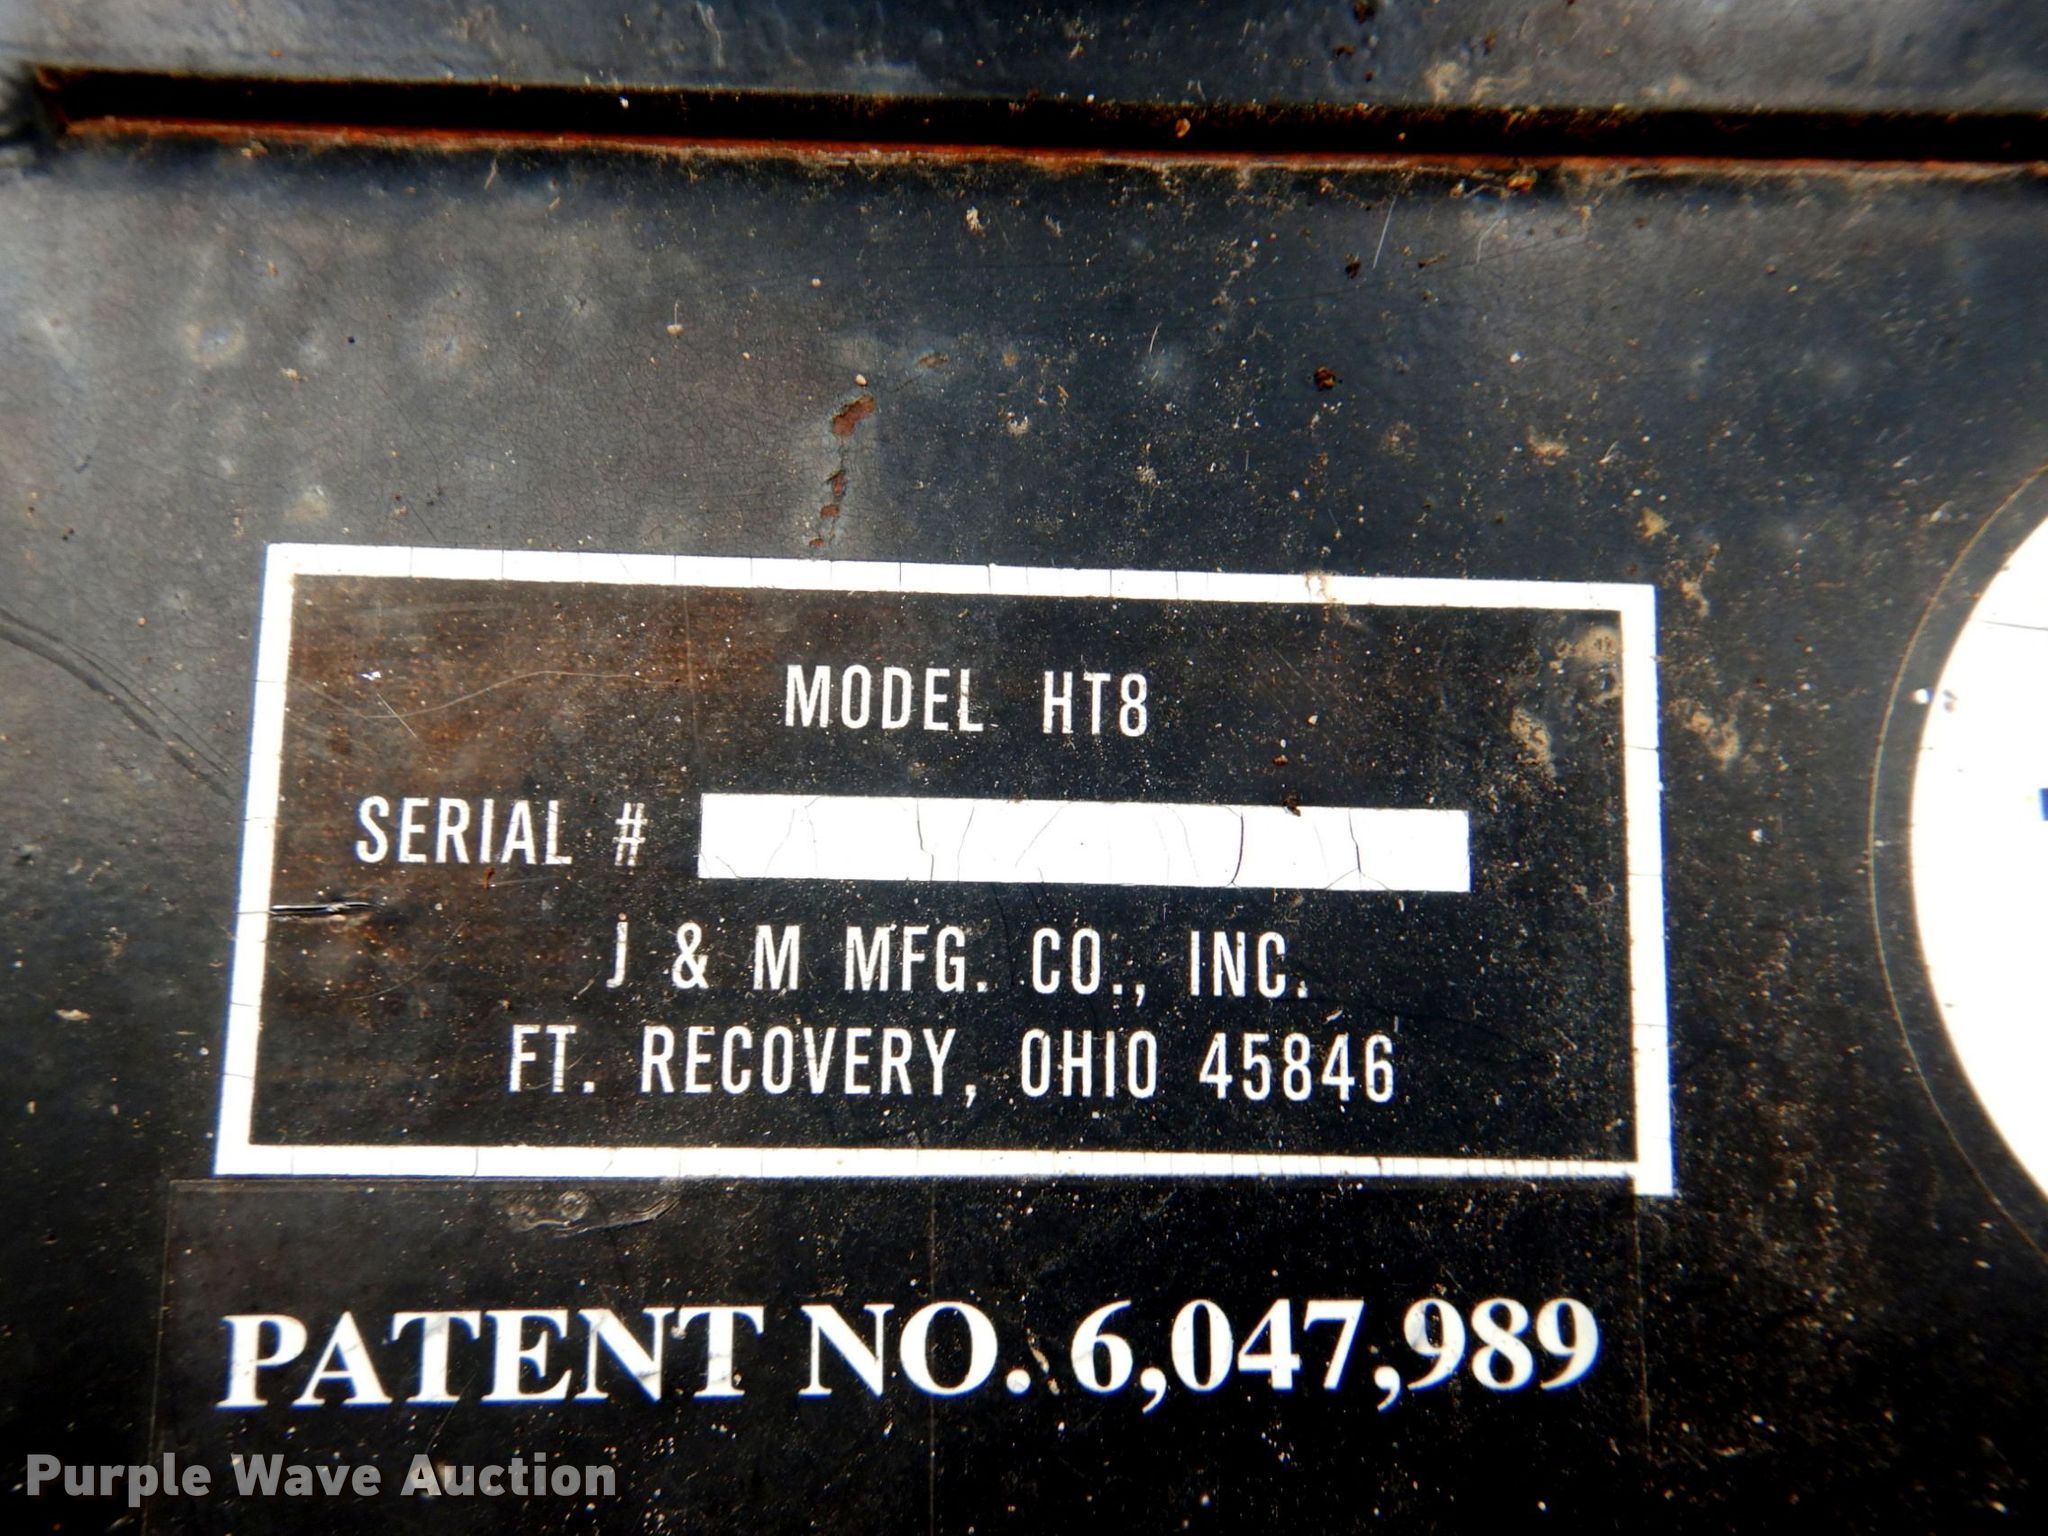 MODEL HT8
SERIAL #
J & M MFG. CO., INC.
FT. RECOVERY, OHIO 45846
PATENT NO. 6,047,989
Purple Wave Auction